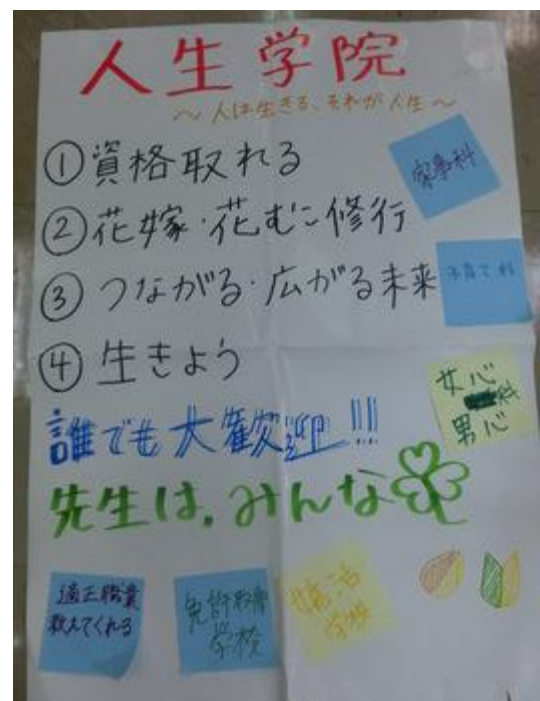 人生学院
～人は生きる、それが人生～
①資格取れる
家事科
②花嫁・花むこ修行
③つながる・広がる未来
子育て科
④生きよう
女心
科
男心
誰でも大歓迎!!!
先生は、みんな
適正職業
教えてくれる
免許取得
学校
学校